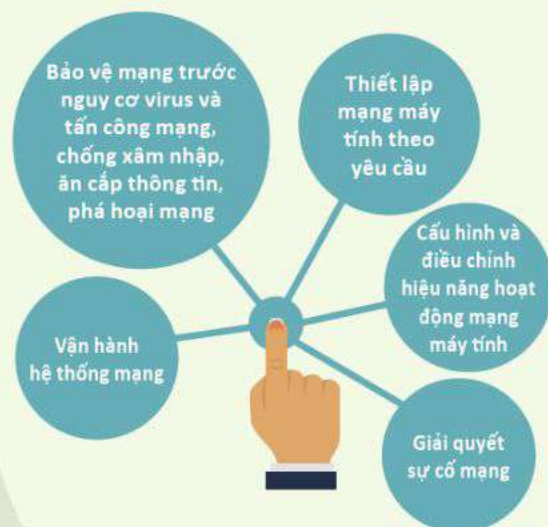 Bảo vệ mạng trước
nguy cơ virus và
tấn công mạng,
chống xâm nhập,
ăn cắp thông tin,
phá hoại mạng
Thiết lập
mạng máy
tính theo
yêu cầu
Cấu hình và
điều chỉnh
hiệu năng hoạt
động mạng
máy tính
Vận hành
hệ thống mạng
Giải quyết
sự cố mạng